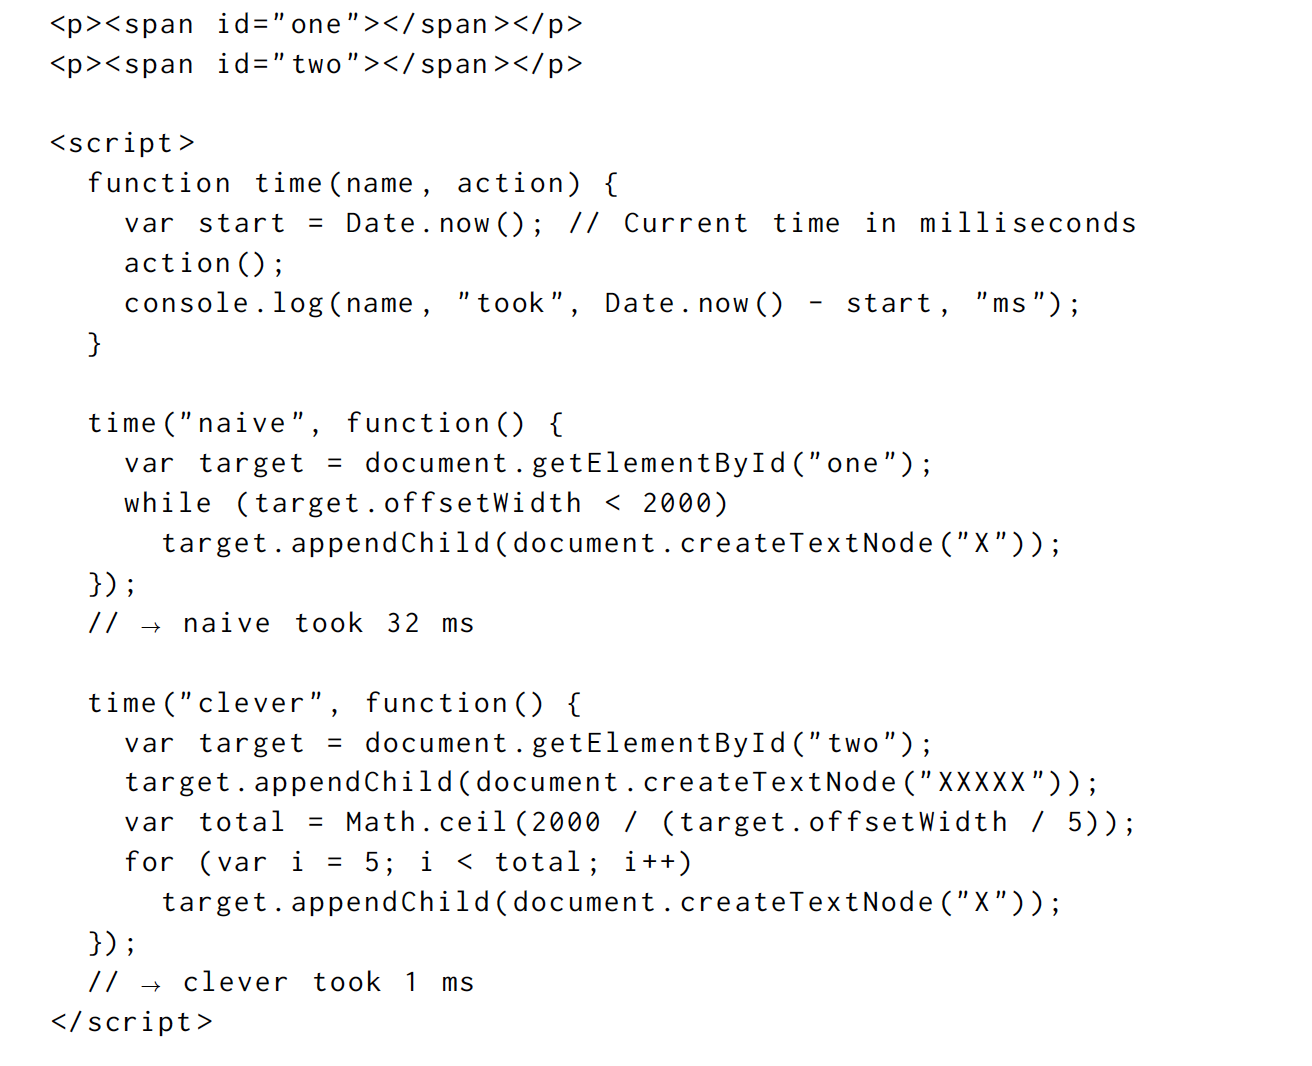 <p><span id="one"></span></p>
<p><span id="two"></span></p>

<script>
  function time(name, action) {
    var start = Date.now(); // Current time in milliseconds
    action();
    console.log(name, "took", Date.now() - start, "ms");
  }

  time("naive", function() {
    var target = document.getElementById("one");
    while (target.offsetWidth < 2000)
      target.appendChild(document.createTextNode("X"));
  });
  // → naive took 32 ms

  time("clever", function() {
    var target = document.getElementById("two");
    target.appendChild(document.createTextNode("XXXXX"));
    var total = Math.ceil(2000 / (target.offsetWidth / 5));
    for (var i = 5; i < total; i++)
      target.appendChild(document.createTextNode("X"));
  });
  // → clever took 1 ms
</script>